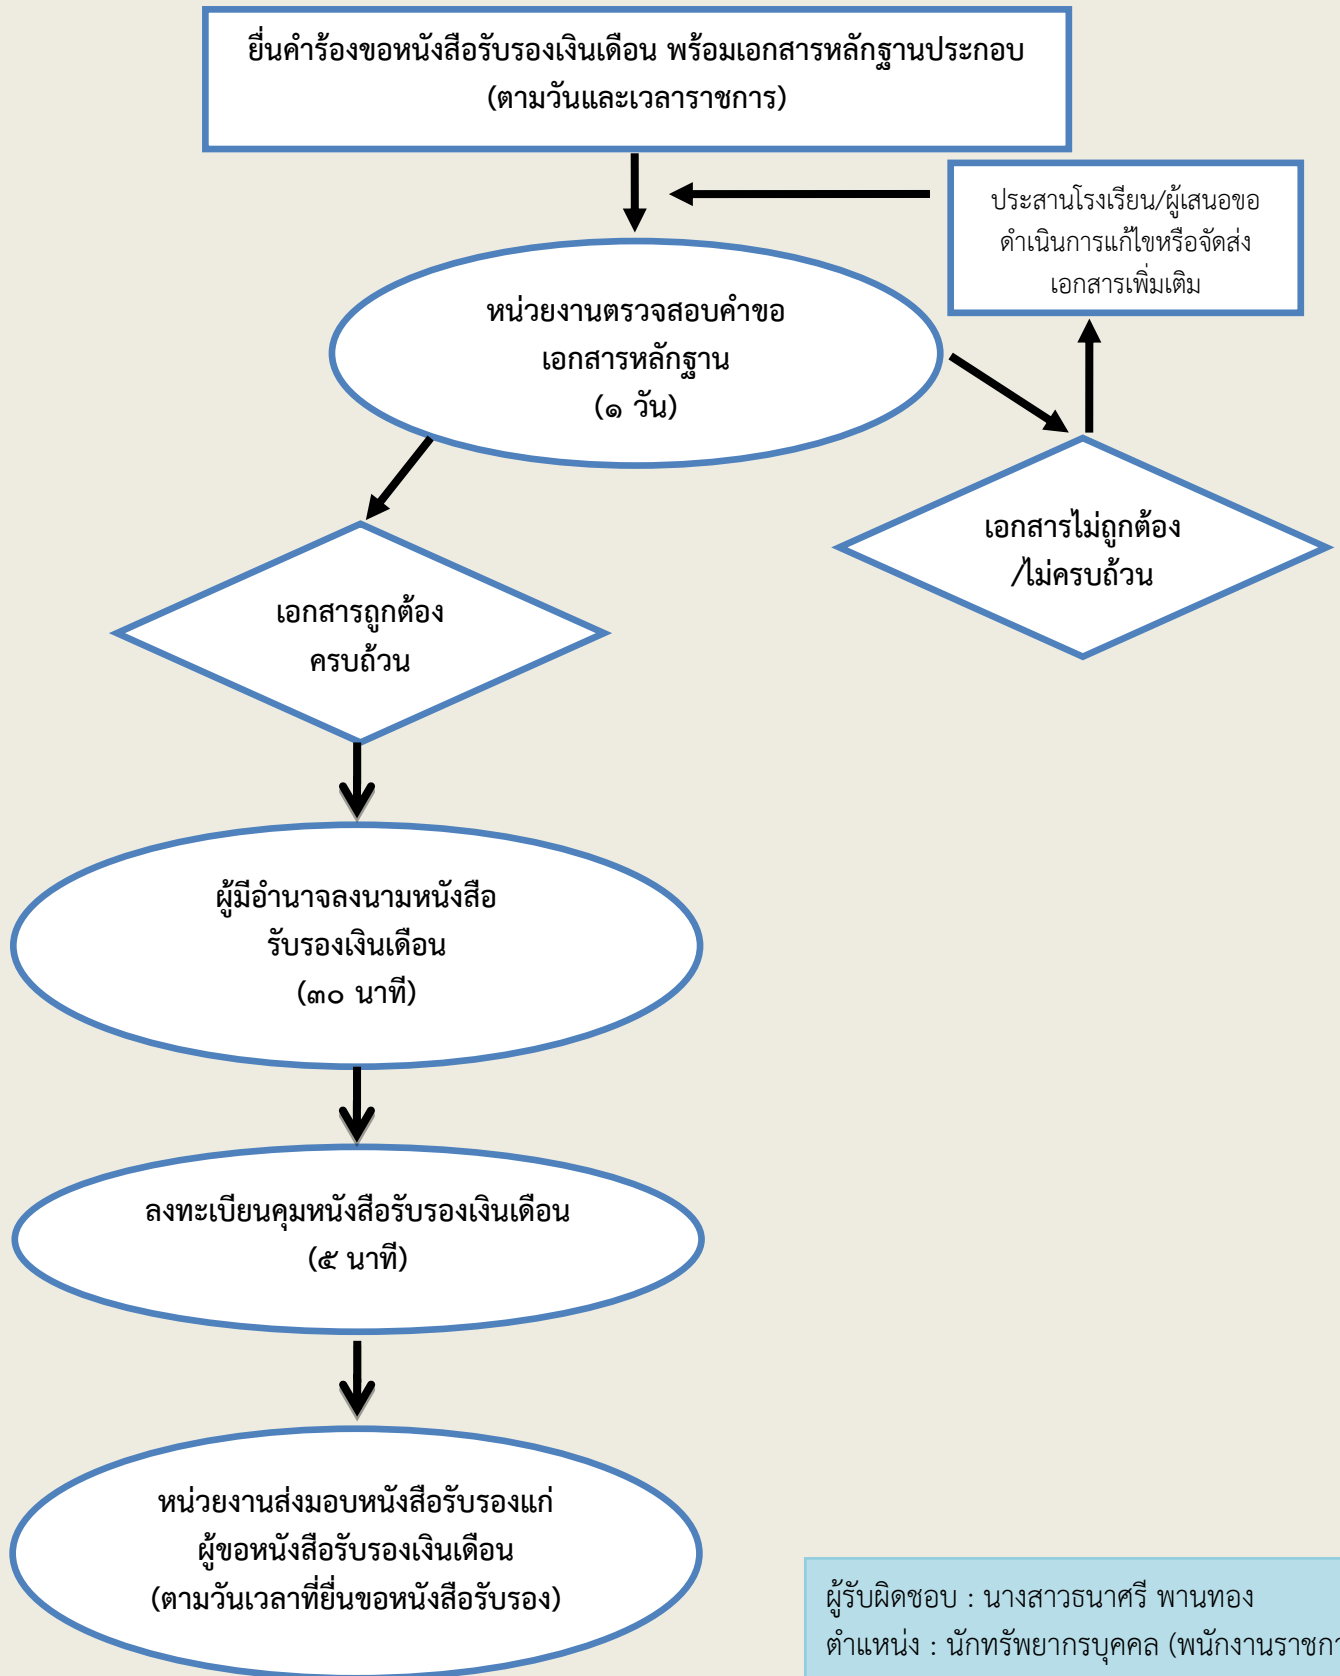 ยื่นคำร้องขอหนังสือรับรองเงินเดือน พร้อมเอกสารหลักฐานประกอบ
(ตามวันและเวลาราชการ)
ประสานโรงเรียน/ผู้เสนอขอ
ดำเนินการแก้ไขหรือจัดส่ง
เอกสารเพิ่มเติม
หน่วยงานตรวจสอบคำขอ
เอกสารหลักฐาน
(๑ วัน)
เอกสารไม่ถูกต้อง
/ไม่ครบถ้วน
เอกสารถูกต้อง
ครบถ้วน
ผู้มีอำนาจลงนามหนังสือ
รับรองเงินเดือน
(๓๐ นาที)
ลงทะเบียนคุมหนังสือรับรองเงินเดือน
(๕ นาที)
หน่วยงานส่งมอบหนังสือรับรองแก่
ผู้ขอหนังสือรับรองเงินเดือน
(ตามวันเวลาที่ยื่นขอหนังสือรับรอง)
ผู้รับผิดชอบ : นางสาวธนาศรี พานทอง
ตำแหน่ง : นักทรัพยากรบุคคล (พนักงานราชกา